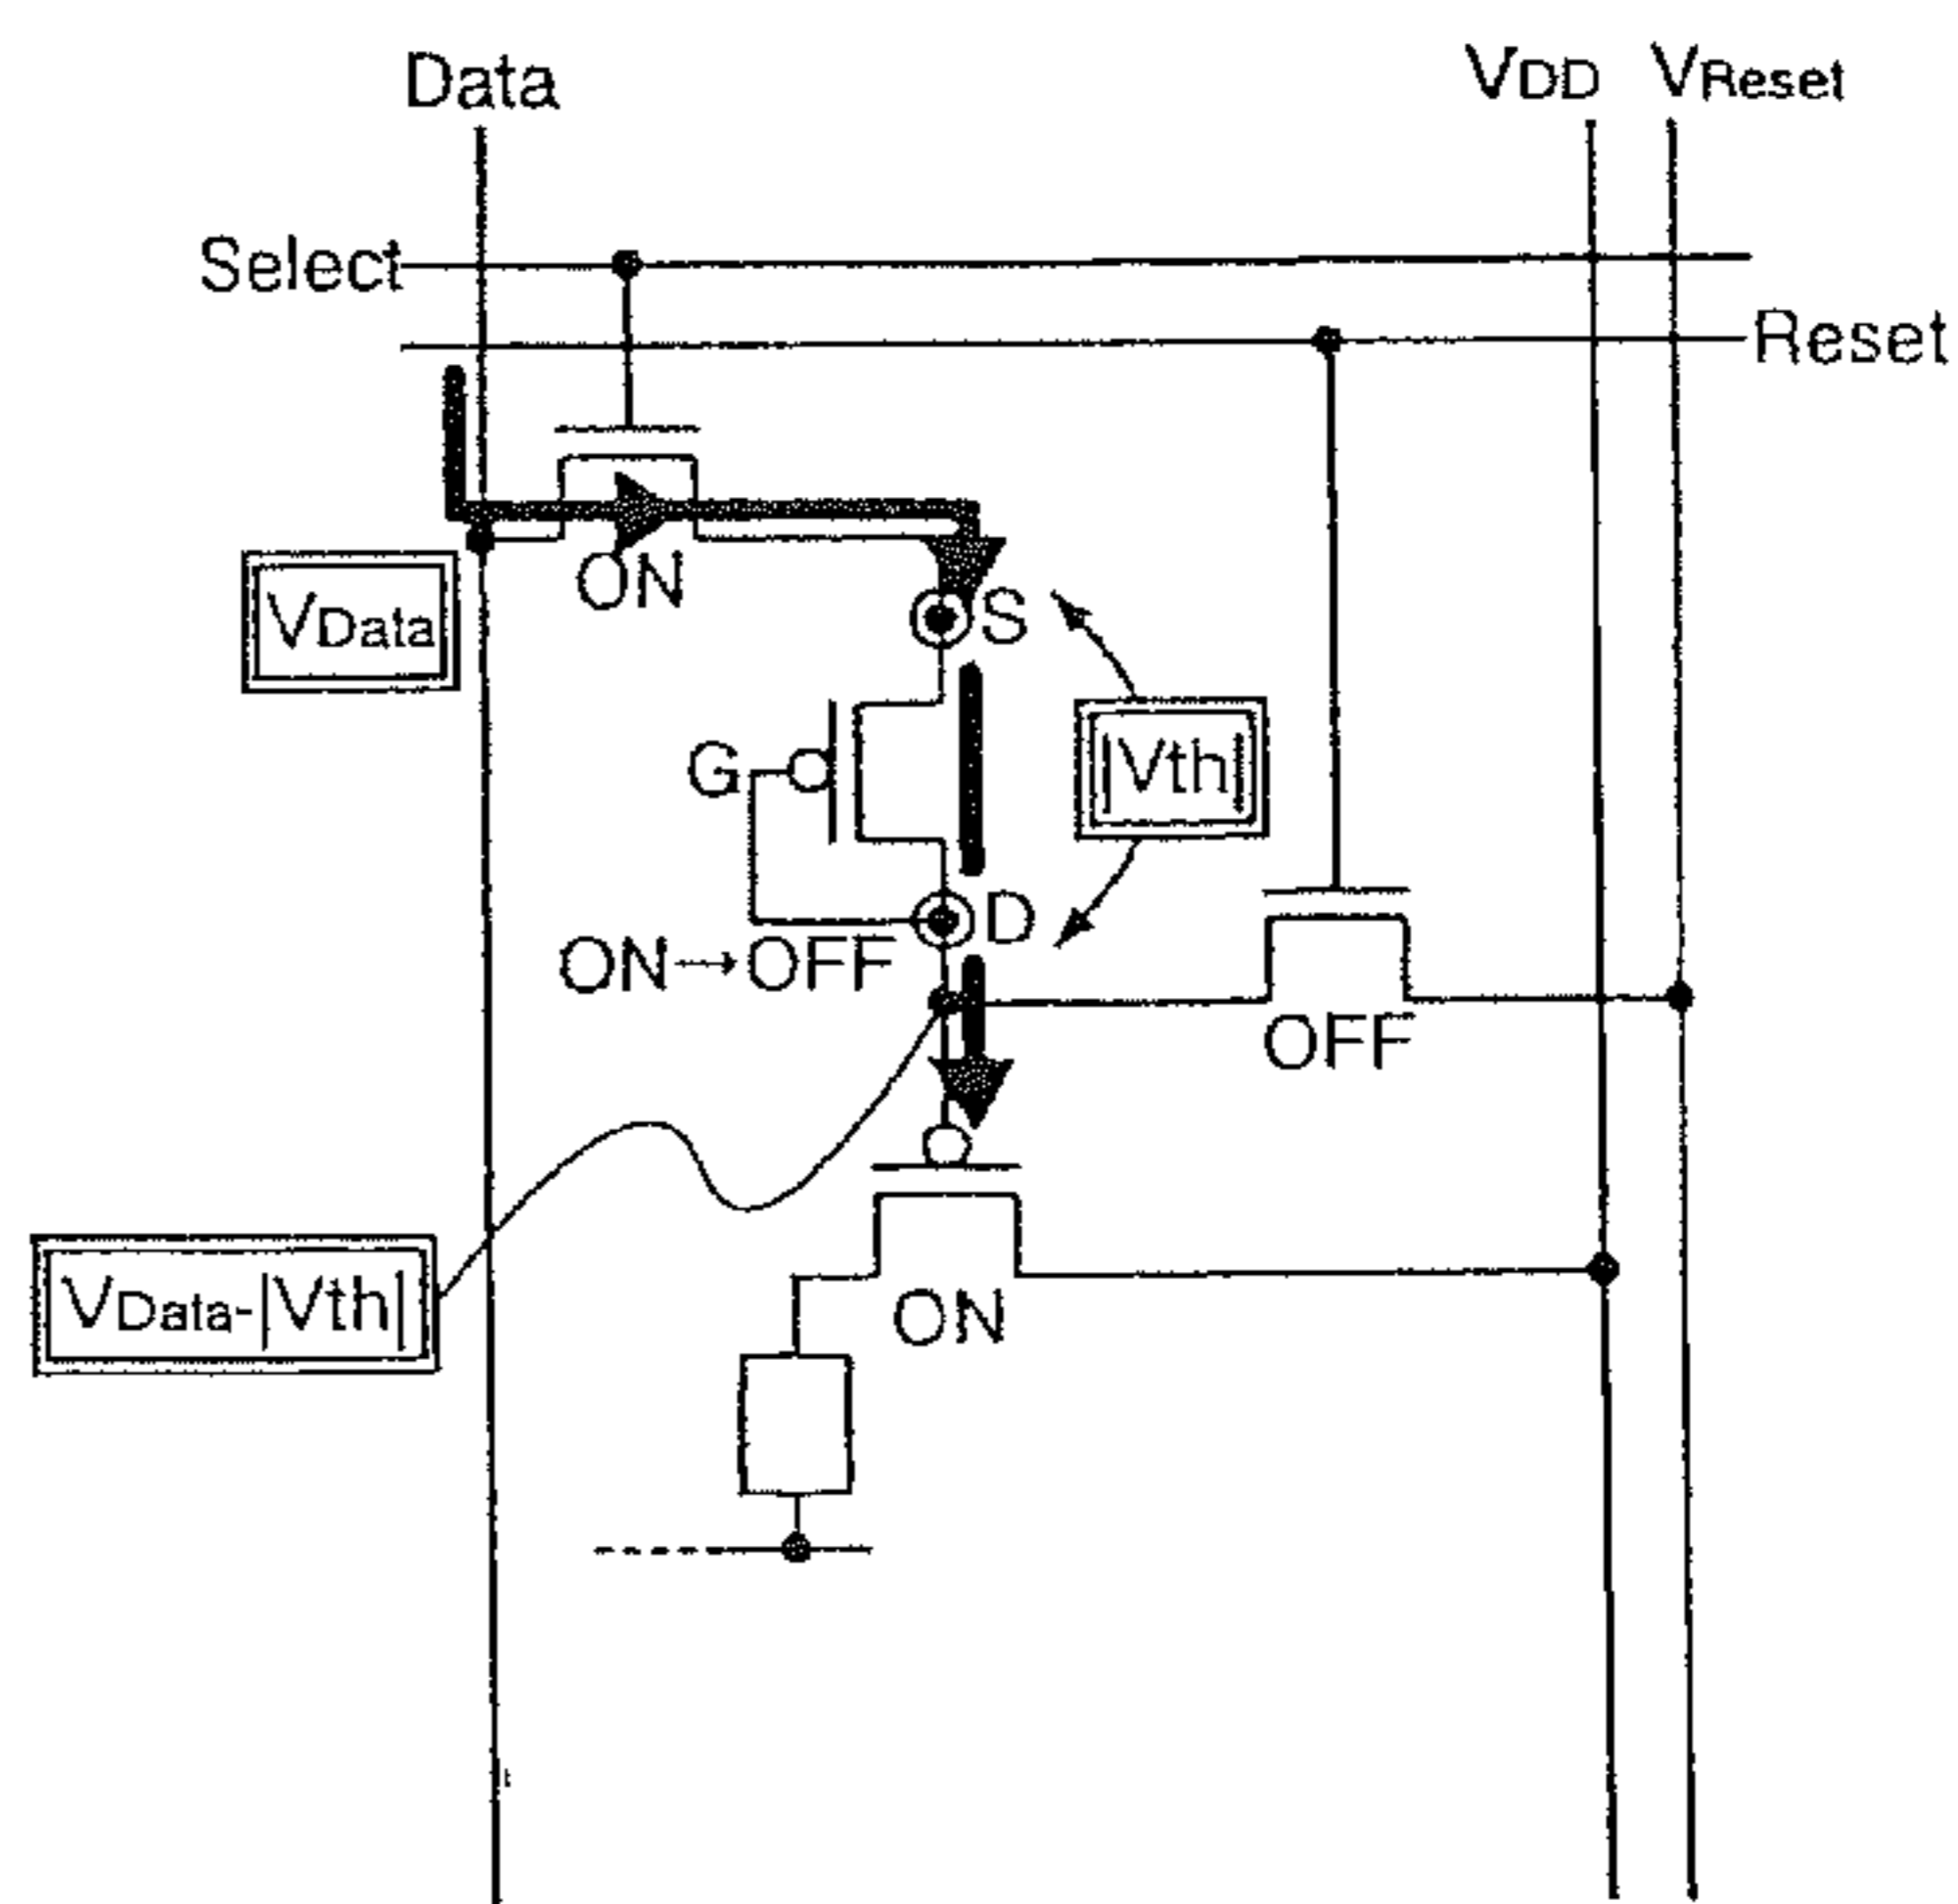 Data
VDD
VReset
Select
Reset
ON
VData
S
G
|Vth|
D
ON→OFF
OFF
VData-|Vth|
ON